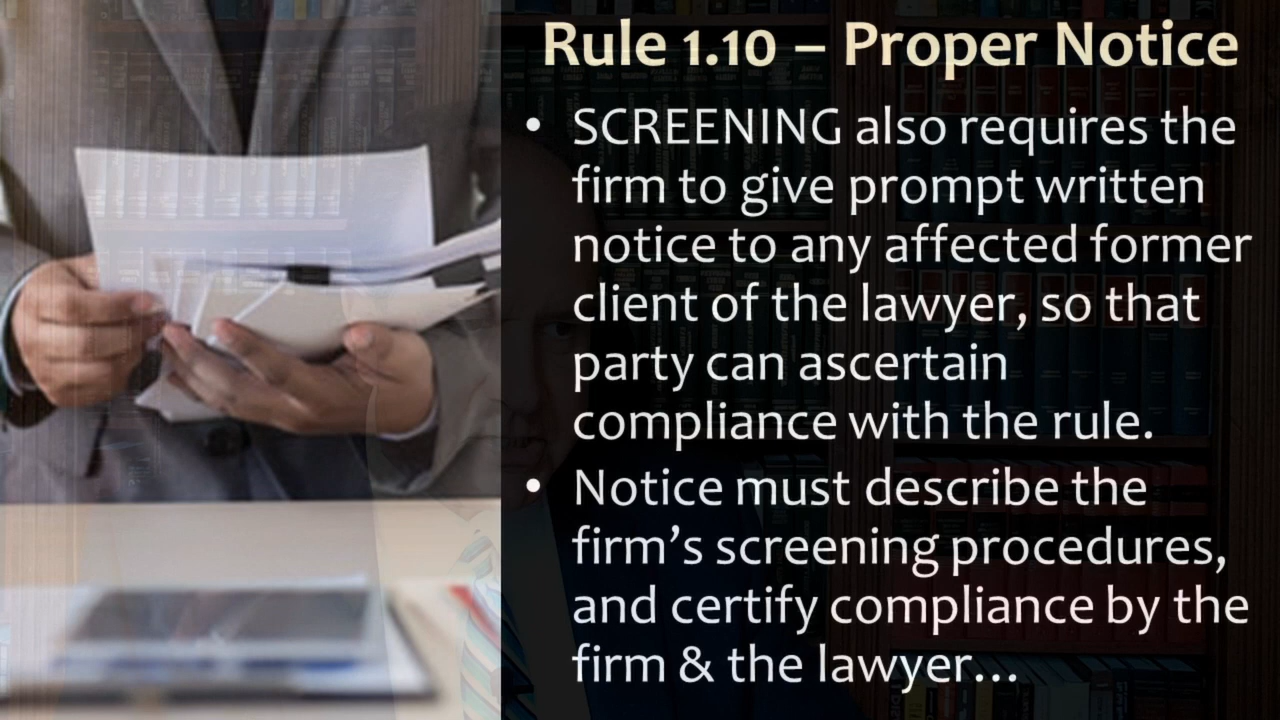 Rule 1.10 – Proper Notice
• SCREENING also requires the
firm to give prompt written
notice to any affected former
client of the lawyer, so that
party can ascertain
compliance with the rule.
• Notice must describe the
firm’s screening procedures,
and certify compliance by the
firm & the lawyer…